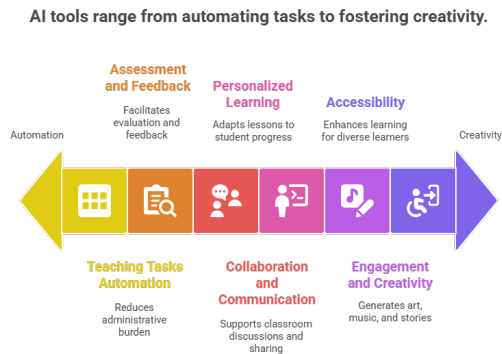 AI tools range from automating tasks to fostering creativity.
Assessment
and Feedback
Facilitates
evaluation and
feedback
Personalized
Learning
Adapts lessons to
student progress
Accessibility
Enhances learning
for diverse learners
Automation
Creativity
Teaching Tasks
Automation
Reduces
administrative
burden
Collaboration
and
Communication
Supports classroom
discussions and
sharing
Engagement
and Creativity
Generates art,
music, and stories